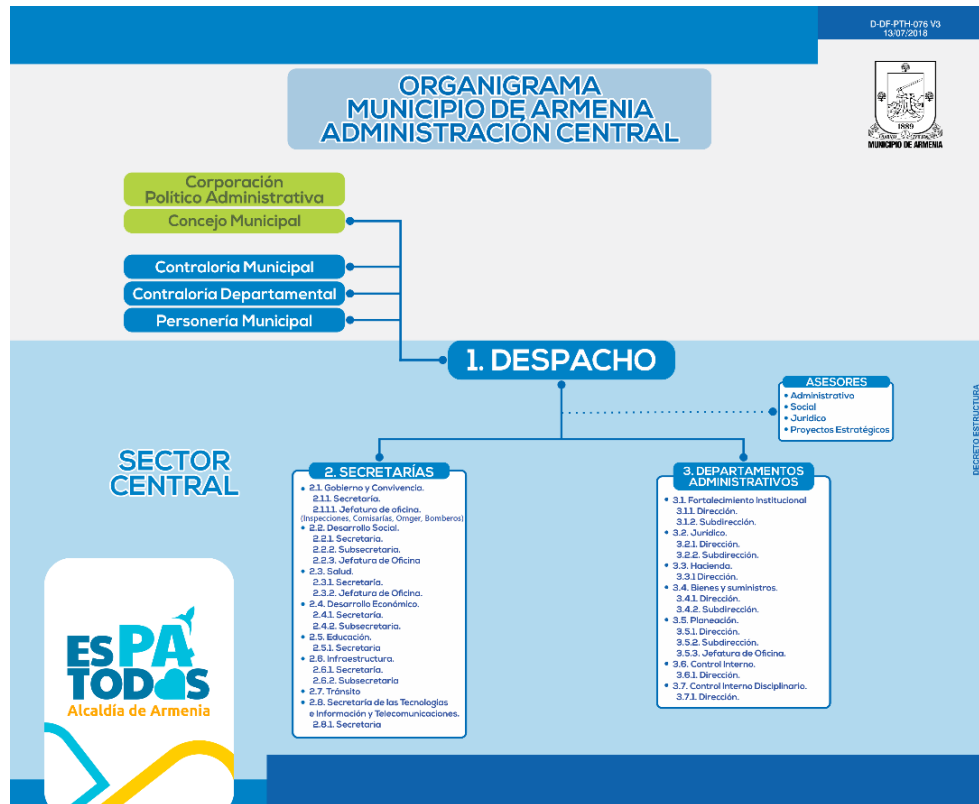 D-DF-PTH-076 V3
13/07/2018
ORGANIGRAMA
MUNICIPIO DE ARMENIA
ADMINISTRACIÓN CENTRAL
1889
MUNICIPIO DE ARMENIA
Corporación
Político Administrativa
Concejo Municipal
Contraloria Municipal
Contraloria Departamental
Personería Municipal
1. DESPACHO
ASESORES
• Administrativo
• Social
• Juridico
• Proyectos Estratégicos
DECRETO ESTRUCTURA
SECTOR
CENTRAL
2. SECRETARÍAS
• 2.1. Gobierno y Convivencia.
2.1.1. Secretaría.
2.1.1.1. Jefatura de oficina.
(Inspecciones, Comisarías, Omger, Bomberos)
• 2.2. Desarrollo Social.
2.2.1. Secretaria.
2.2.2. Subsecretaría.
2.2.3. Jefatura de Oficina
• 2.3. Salud.
2.3.1. Secretaría.
2.3.2. Jefatura de Oficina.
• 2.4. Desarrollo Económico.
2.4.1. Secretaría.
2.4.2. Subsecretaria.
• 2.5. Educación.
2.5.1. Secretaria
• 2.6. Infraestructura.
2.6.1. Secretaría.
2.6.2. Subsecretaria
• 2.7. Tránsito
• 2.8. Secretaría de las Tecnologías
e Información y Telecomunicaciones.
2.8.1. Secretaria
3. DEPARTAMENTOS
ADMINISTRATIVOS
• 3.1. Fortalecimiento Institucional
3.1.1. Dirección.
3.1.2. Subdirección.
• 3.2. Juridico.
3.2.1. Dirección.
3.2.2. Subdirección.
• 3.3. Hacienda.
3.3.1 Dirección.
• 3.4. Bienes y suministros.
3.4.1. Dirección.
3.4.2. Subdirección.
• 3.5. Planeación.
3.5.1. Dirección.
3.5.2. Subdirección.
3.5.3. Jefatura de Oficina.
• 3.6. Control Interno.
3.6.1. Dirección.
• 3.7. Control Interno Disciplinario.
3.7.1. Dirección.
ES PA
TODOS
Alcaldía de Armenia